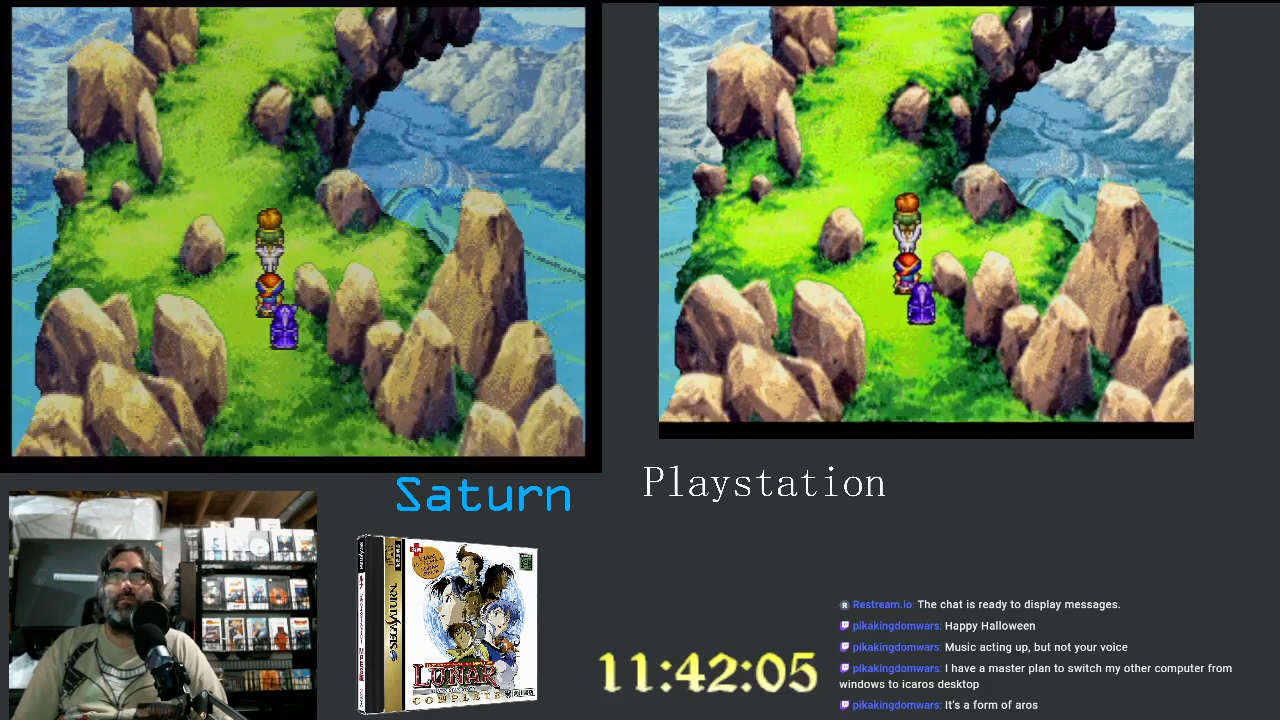 Saturn
Playstation
LUNAR
COMPLETE
11:42:05
Restream.io: The chat is ready to display messages.
pikakingdomwars: Happy Halloween
pikakingdomwars: Music acting up, but not your voice
pikakingdomwars: I have a master plan to switch my other computer from
windows to icaros desktop
pikakingdomwars: It's a form of aros